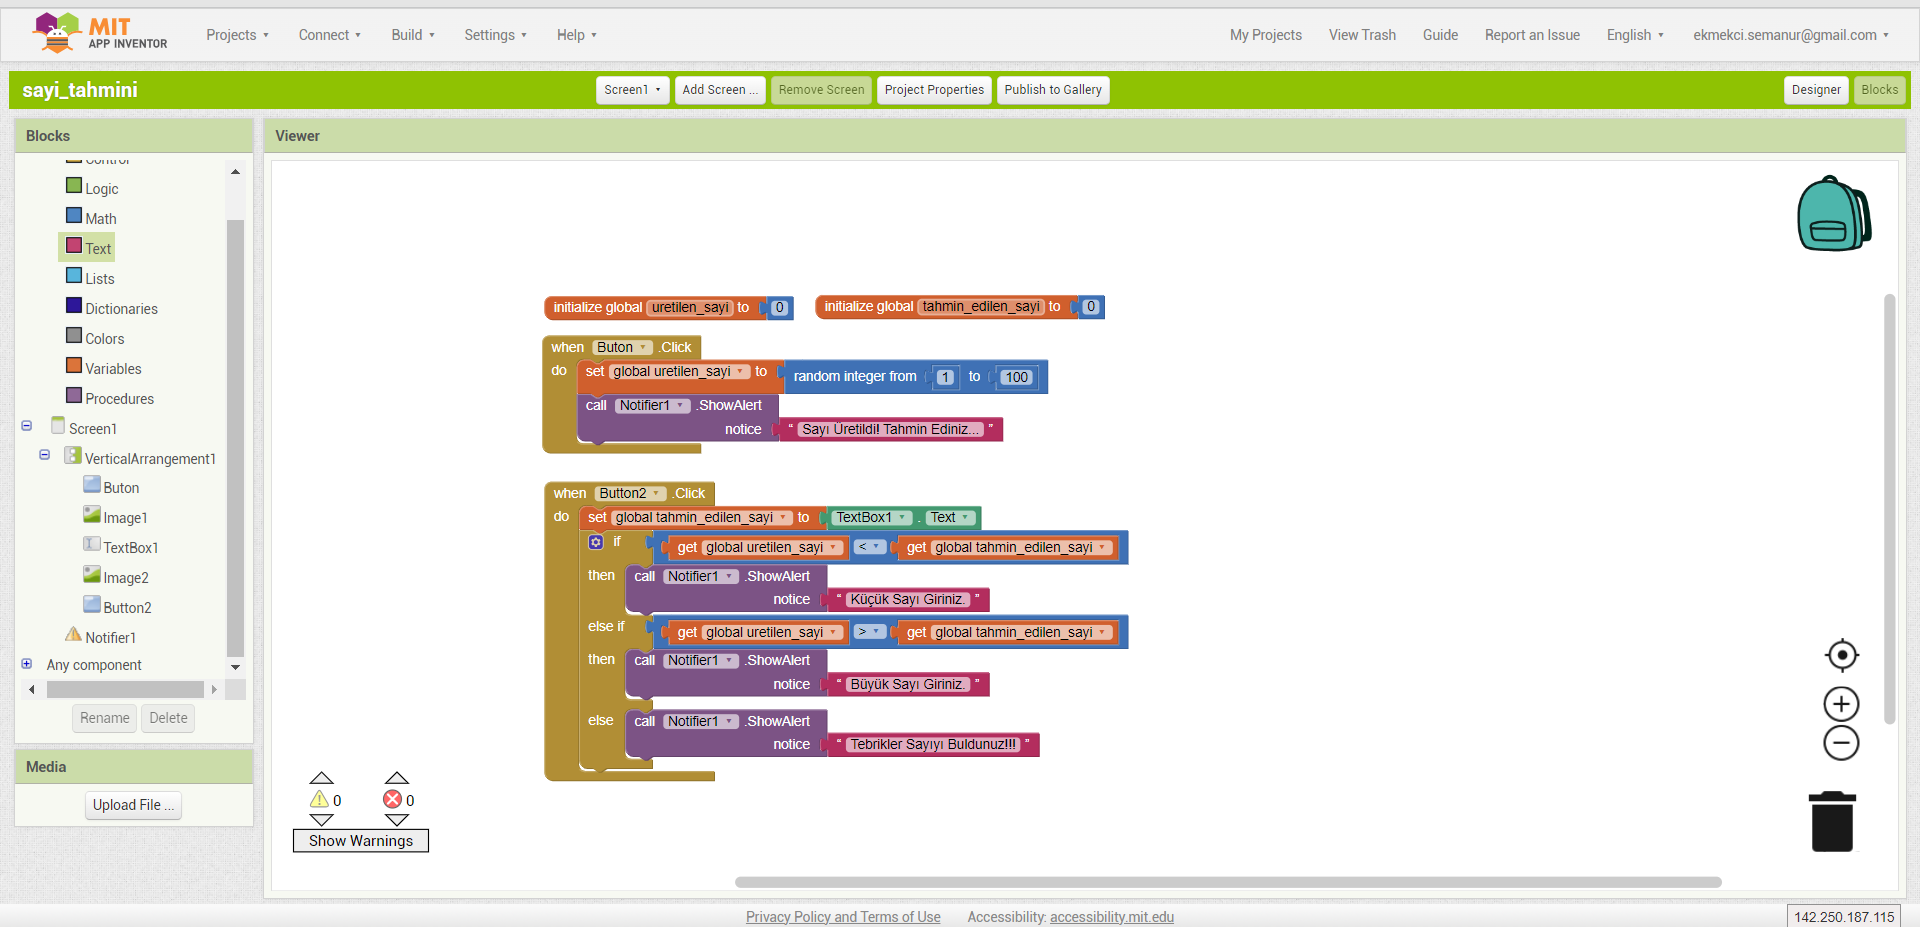 MIT
APP INVENTOR
Projects
Connect
Build
Settings
Help
My Projects
View Trash
Guide
Report an Issue
English
ekmekci.semanur@gmail.com
sayi_tahmini
Screen1
Add Screen ...
Remove Screen
Project Properties
Publish to Gallery
Designer
Blocks
Blocks
Control
Logic
Math
Text
Lists
Dictionaries
Colors
Variables
Procedures
Screen1
VerticalArrangement1
Buton
Image1
TextBox1
Image2
Button2
Notifier1
Any component
Rename Delete
Media
Upload File ...
Viewer
initialize global uretilen_sayi to 0
initialize global tahmin_edilen_sayi to 0
when Buton .Click
do set global uretilen_sayi to random integer from 1 to 100
call Notifier1 .ShowAlert
notice “ Sayı Üretildi! Tahmin Ediniz... ”
when Button2 .Click
do set global tahmin_edilen_sayi to TextBox1 . Text
if get global uretilen_sayi < get global tahmin_edilen_sayi
then call Notifier1 .ShowAlert
notice “ Küçük Sayı Giriniz. ”
else if get global uretilen_sayi > get global tahmin_edilen_sayi
then call Notifier1 .ShowAlert
notice “ Büyük Sayı Giriniz. ”
else call Notifier1 .ShowAlert
notice “ Tebrikler Sayıyı Buldunuz!!! ”
0 0
Show Warnings
Privacy Policy and Terms of Use Accessibility: accessibility.mit.edu
142.250.187.115